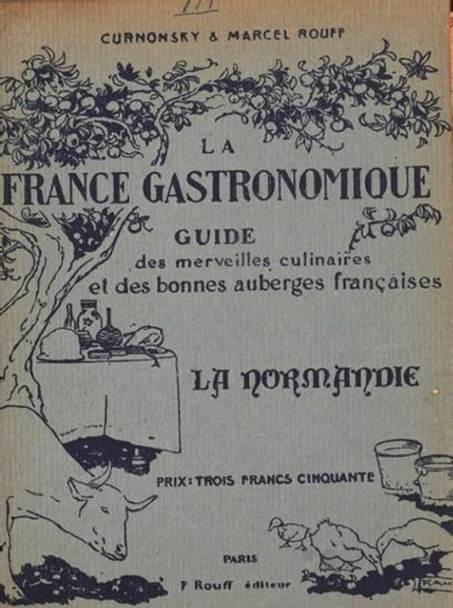 CURNONSKY & MARCEL ROUFF
LA
FRANCE GASTRONOMIQUE
GUIDE
des merveilles culinaires
et des bonnes auberges françaises
LA NORMANDIE
PRIX: TROIS FRANCS CINQUANTE
PARIS
F Rouff éditeur